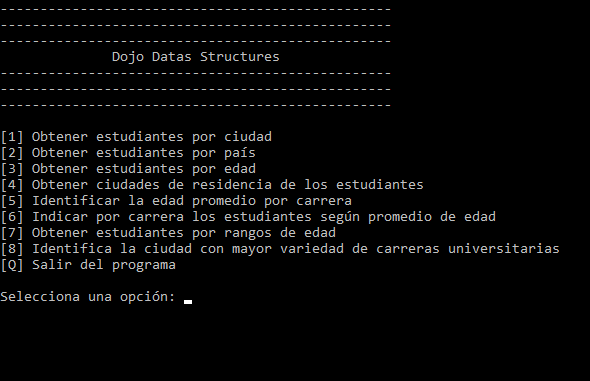 -------------------------------------------------
-------------------------------------------------
-------------------------------------------------
Dojo Datas Structures
-------------------------------------------------
-------------------------------------------------
-------------------------------------------------
[1] Obtener estudiantes por ciudad
[2] Obtener estudiantes por país
[3] Obtener estudiantes por edad
[4] Obtener ciudades de residencia de los estudiantes
[5] Identificar la edad promedio por carrera
[6] Indicar por carrera los estudiantes según promedio de edad
[7] Obtener estudiantes por rangos de edad
[8] Identifica la ciudad con mayor variedad de carreras universitarias
[Q] Salir del programa
Selecciona una opción: